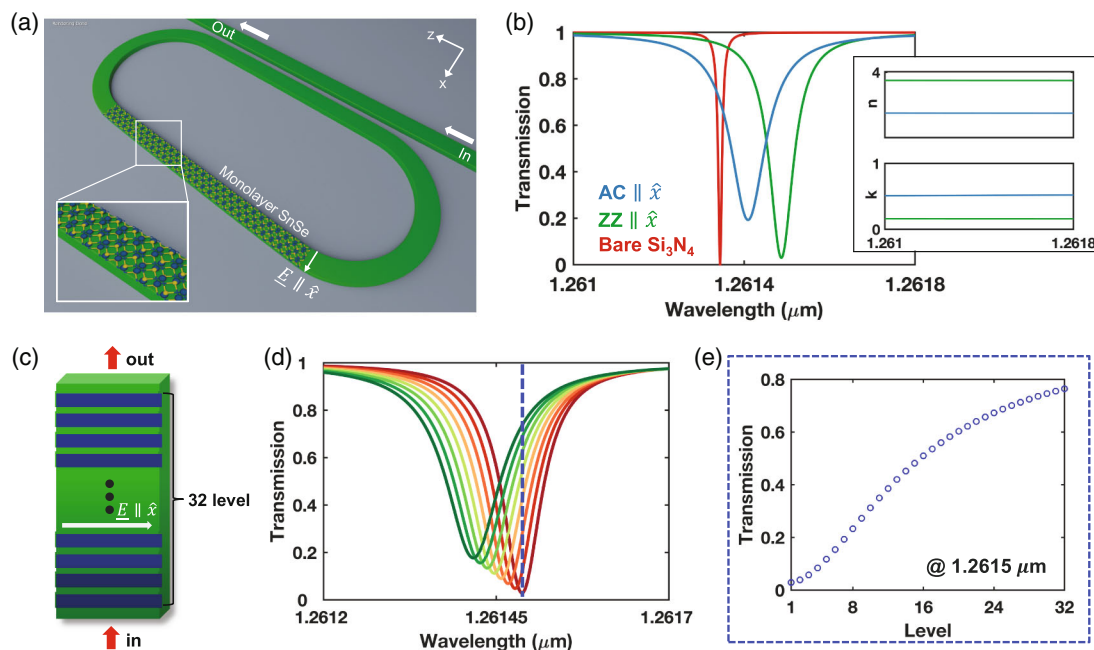 (a)
Out
z
x
In
Monolayer SnSe
E ∥ x̂
(b)
Transmission
1
0.8
0.6
0.4
0.2
0
AC ∥ x̂
ZZ ∥ x̂
Bare Si₃N₄
1.261
1.2614
1.2618
Wavelength (μm)
4
n
1
k
0
1.261
1.2618
(c)
out
32 level
E ∥ x̂
in
(d)
Transmission
1
0.8
0.6
0.4
0.2
0
1.2612
1.26145
1.2617
Wavelength (μm)
(e)
Transmission
0.8
0.6
0.4
0.2
0
@ 1.2615 μm
1
8
16
24
32
Level